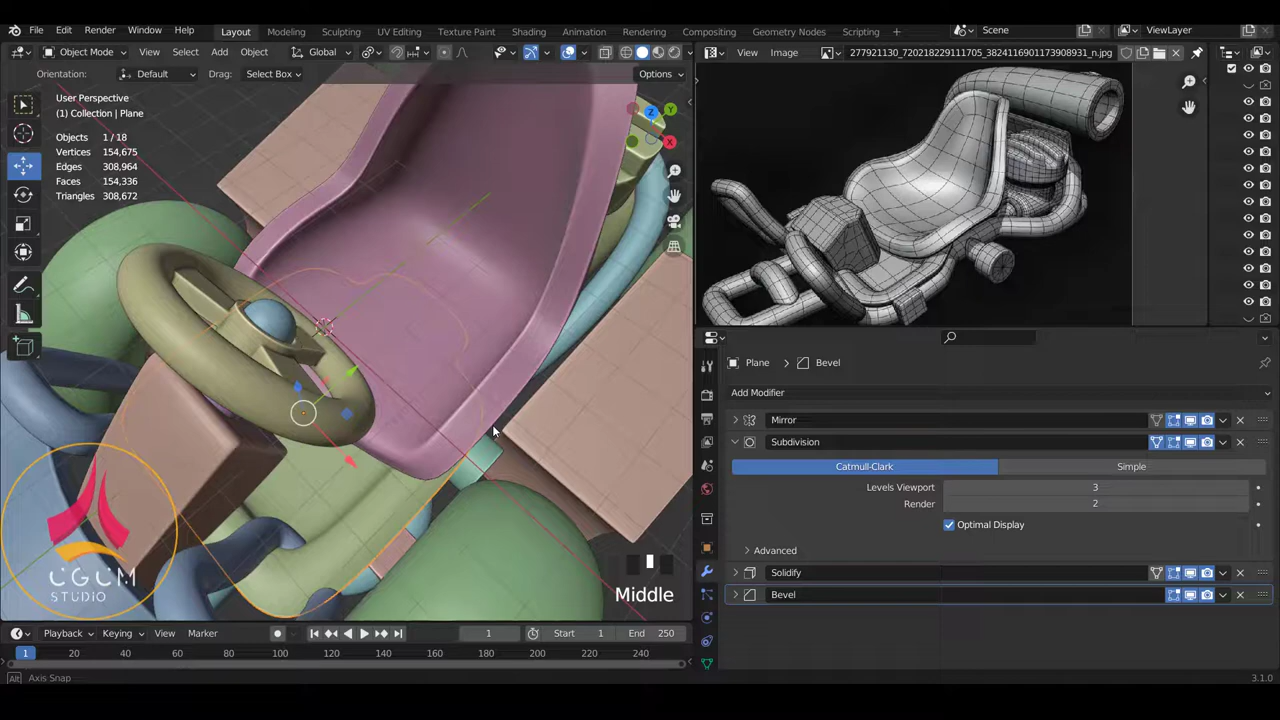 File Edit Render Window Help Layout Modeling Sculpting UV Editing Texture Paint Shading Animation Rendering Compositing Geometry Nodes Scripting + Scene ViewLayer
Object Mode View Select Add Object Global View Image 277921130_720218229111705_3824116901173908931_n.jpg
Orientation: Default Drag: Select Box Options
User Perspective
(1) Collection | Plane
Objects 1 / 18
Vertices 154,675
Edges 308,964
Faces 154,336
Triangles 308,672
Z
Y
X
Plane > Bevel
Add Modifier
Mirror
Subdivision
Catmull-Clark Simple
Levels Viewport 3
Render 2
Optimal Display
Advanced
Solidify
Bevel
CGCM
STUDIO
Middle
Playback Keying View Marker 1 Start 1 End 250
1 20 40 60 80 100 120 140 160 180 200 220 240
Alt Axis Snap 3.1.0